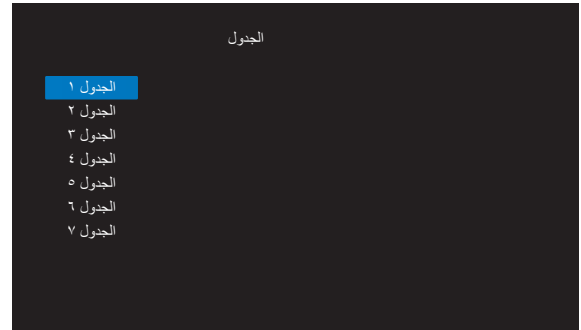 الجدول
الجدول ١
الجدول ٢
الجدول ٣
الجدول ٤
الجدول ٥
الجدول ٦
الجدول ٧